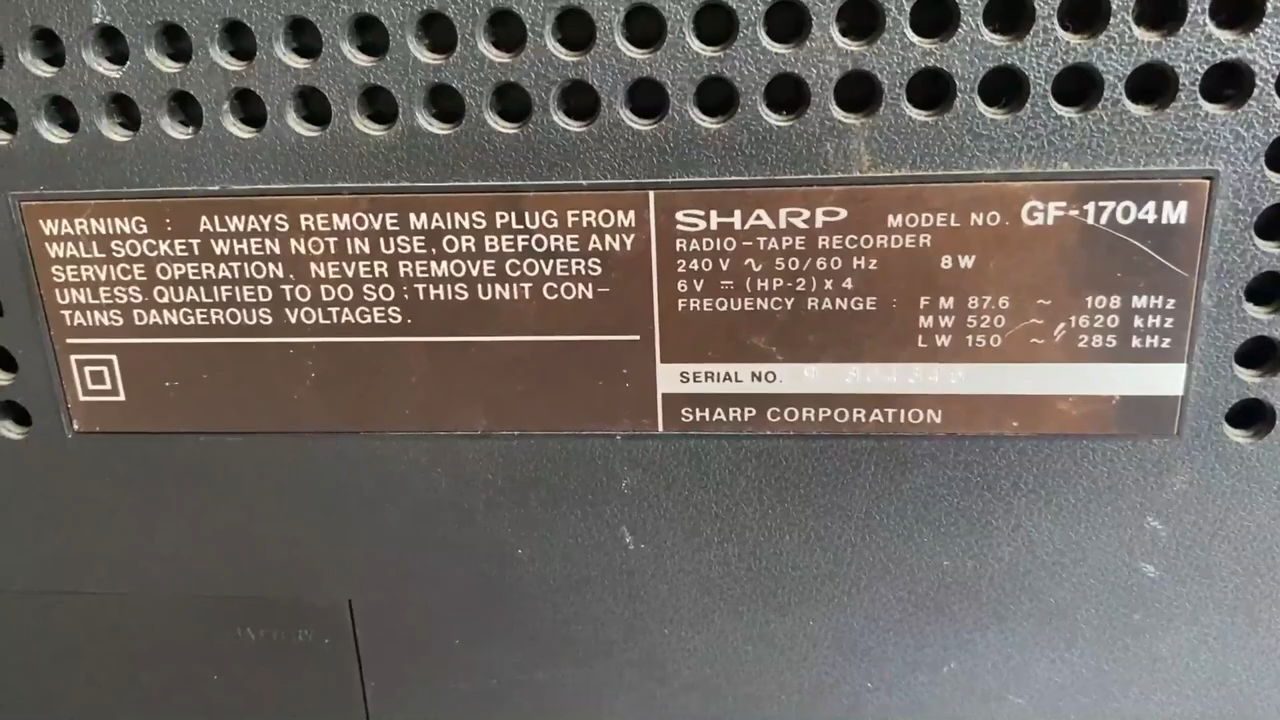 WARNING : ALWAYS REMOVE MAINS PLUG FROM
WALL SOCKET WHEN NOT IN USE, OR BEFORE ANY
SERVICE OPERATION. NEVER REMOVE COVERS
UNLESS QUALIFIED TO DO SO ; THIS UNIT CON-
TAINS DANGEROUS VOLTAGES.
SHARP MODEL NO. GF-1704M
RADIO-TAPE RECORDER
240V ∿ 50/60 Hz 8W
6V ⎓ (HP-2) x 4
FREQUENCY RANGE : FM 87.6 ~ 108 MHz
MW 520 ~ 1620 kHz
LW 150 ~ 285 kHz
SERIAL NO.
SHARP CORPORATION